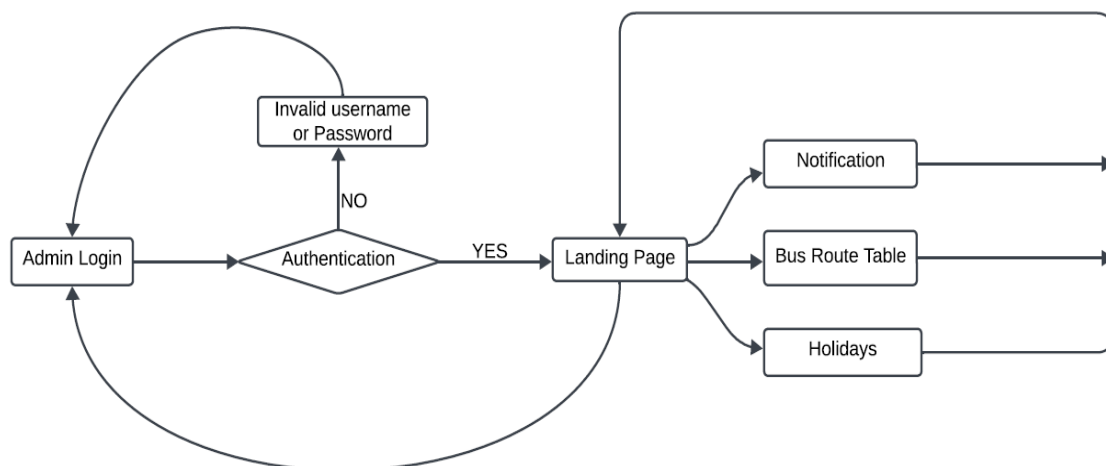 Invalid username
or Password
Notification
NO
Admin Login
Authentication
YES
Landing Page
Bus Route Table
Holidays